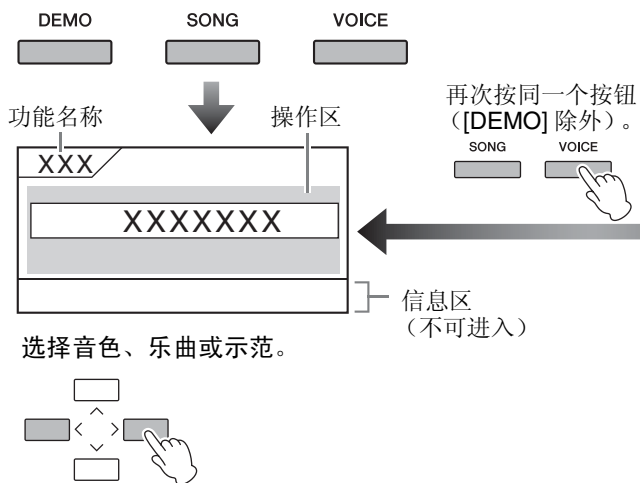 DEMO SONG VOICE
再次按同一个按钮
（[DEMO] 除外）。
功能名称 操作区
SONG VOICE
XXX
XXXXXXX
信息区
（不可进入）
选择音色、乐曲或示范。